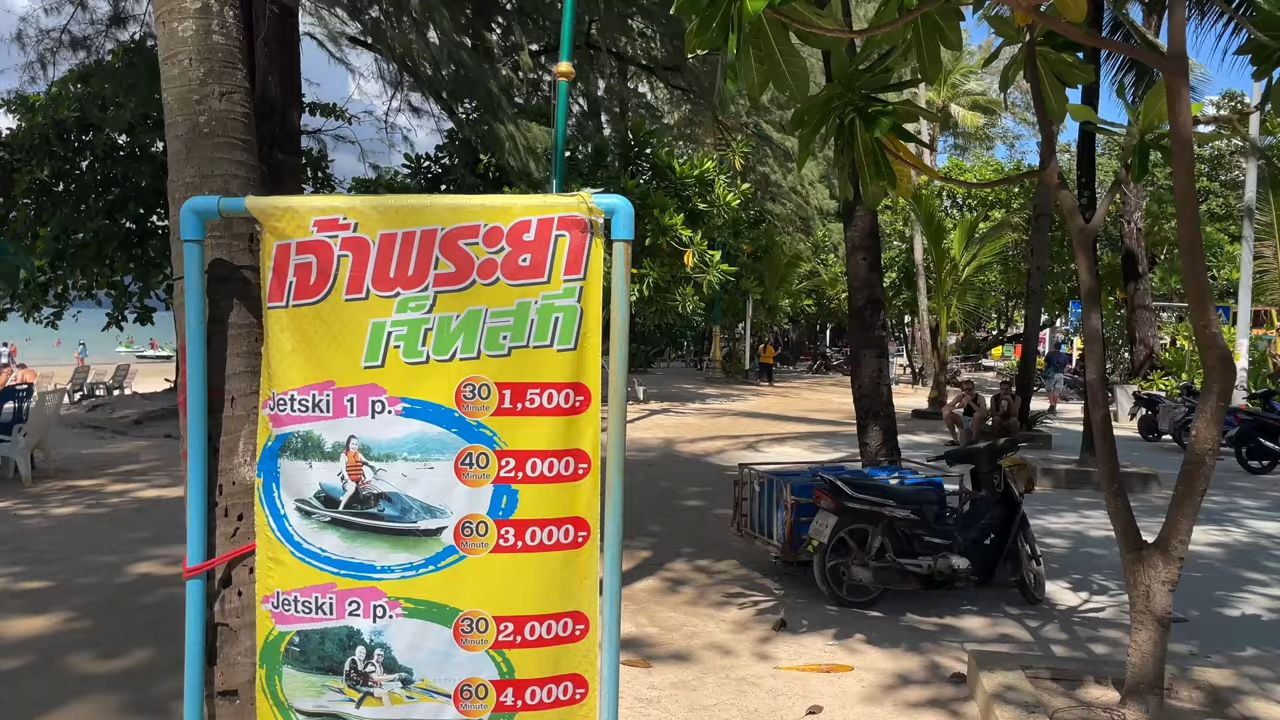 เจ้าพระยา
เจ็ทสกี
Jetski 1 p.
30 Minute 1,500.-
40 Minute 2,000.-
60 Minute 3,000.-
Jetski 2 p.
30 Minute 2,000.-
60 Minute 4,000.-